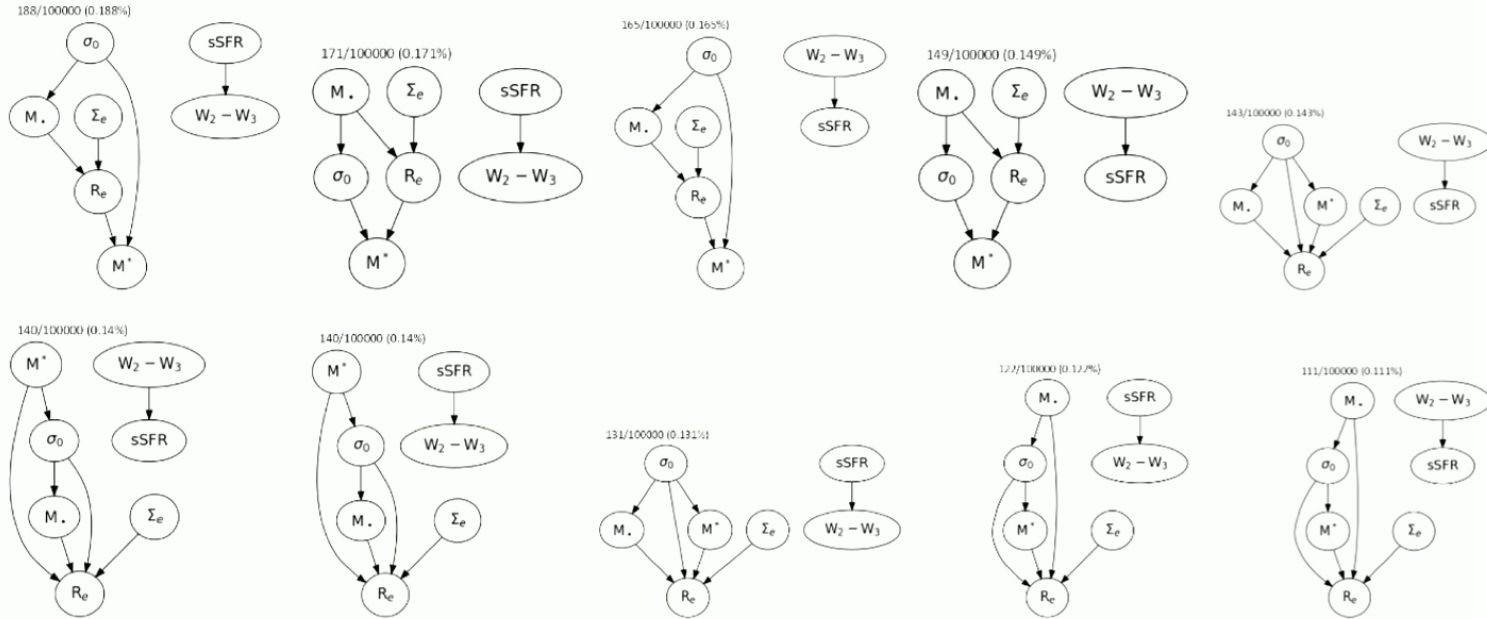 188/100000 (0.188%)
σ₀
sSFR
M•
Σₑ
W₂ − W₃
Rₑ
M*
171/100000 (0.171%)
M•
Σₑ
sSFR
σ₀
Rₑ
W₂ − W₃
M*
165/100000 (0.165%)
σ₀
W₂ − W₃
M•
Σₑ
sSFR
Rₑ
M*
149/100000 (0.149%)
M•
Σₑ
W₂ − W₃
σ₀
Rₑ
sSFR
M*
143/100000 (0.143%)
σ₀
W₂ − W₃
M•
M*
Σₑ
sSFR
Rₑ
140/100000 (0.14%)
M*
W₂ − W₃
σ₀
sSFR
M•
Σₑ
Rₑ
140/100000 (0.14%)
M*
sSFR
σ₀
W₂ − W₃
M•
Σₑ
Rₑ
131/100000 (0.131%)
σ₀
sSFR
M•
M*
Σₑ
W₂ − W₃
Rₑ
122/100000 (0.122%)
M•
sSFR
σ₀
W₂ − W₃
M*
Σₑ
Rₑ
111/100000 (0.111%)
M•
W₂ − W₃
σ₀
sSFR
M*
Σₑ
Rₑ